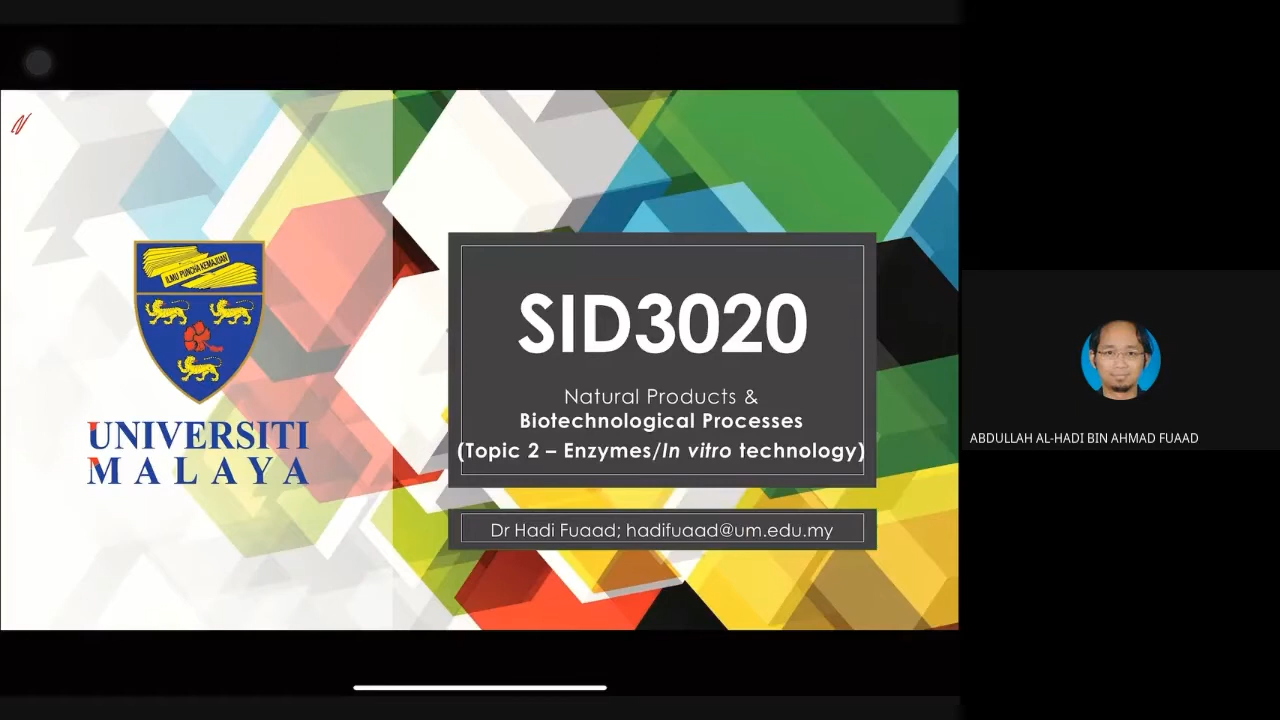 ILMU PUNCHA KEMAJUAN
UNIVERSITI
MALAYA
SID3020
Natural Products &
Biotechnological Processes
(Topic 2 – Enzymes/In vitro technology)
Dr Hadi Fuaad; hadifuaad@um.edu.my
ABDULLAH AL-HADI BIN AHMAD FUAAD